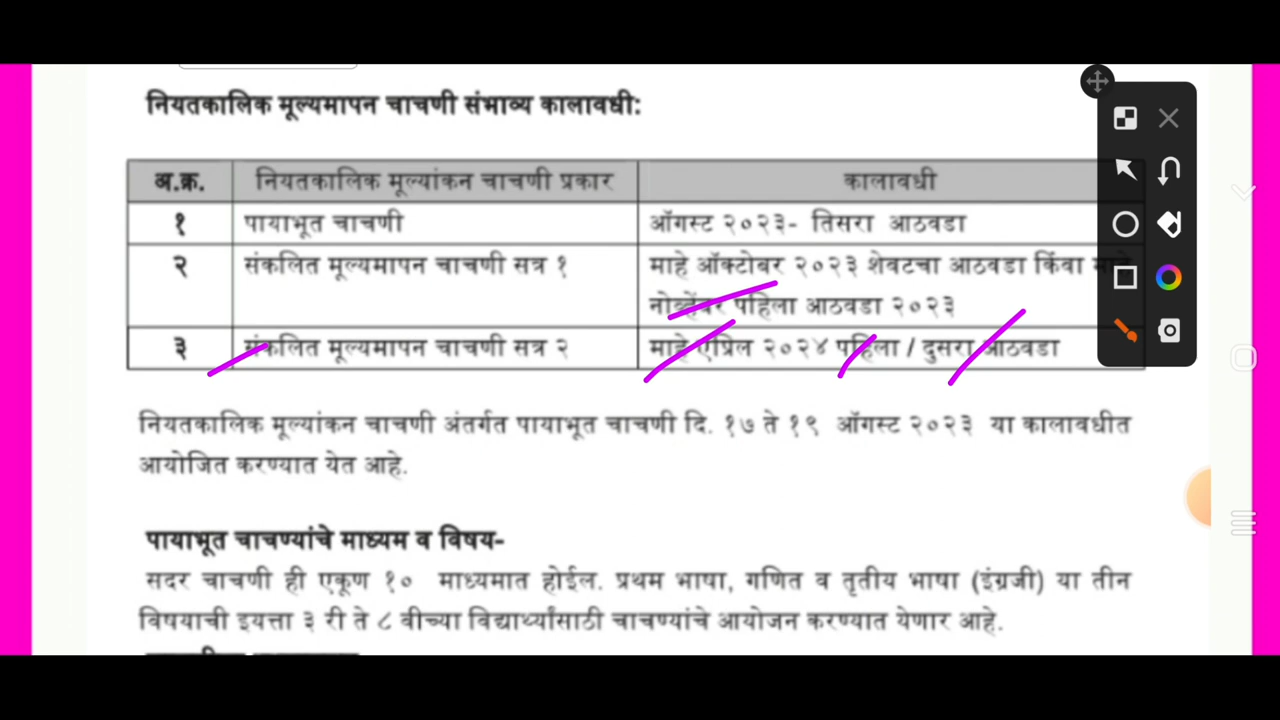 नियतकालिक मूल्यमापन चाचणी संभाव्य कालावधी:
अ.क्र. नियतकालिक मूल्यांकन चाचणी प्रकार कालावधी
१ पायाभूत चाचणी ऑगस्ट २०२३- तिसरा आठवडा
२ संकलित मूल्यमापन चाचणी सत्र १ माहे ऑक्टोबर २०२३ शेवटचा आठवडा किंवा
नोव्हेंबर पहिला आठवडा २०२३
३ संकलित मूल्यमापन चाचणी सत्र २ माहे एप्रिल २०२४ पहिला / दुसरा आठवडा
नियतकालिक मूल्यांकन चाचणी अंतर्गत पायाभूत चाचणी दि. १७ ते १९ ऑगस्ट २०२३ या कालावधीत
आयोजित करण्यात येत आहे.
पायाभूत चाचण्यांचे माध्यम व विषय-
सदर चाचणी ही एकूण १० माध्यमात होईल. प्रथम भाषा, गणित व तृतीय भाषा (इंग्रजी) या तीन
विषयाची इयत्ता ३ री ते ८ वीच्या विद्यार्थ्यांसाठी चाचण्यांचे आयोजन करण्यात येणार आहे.